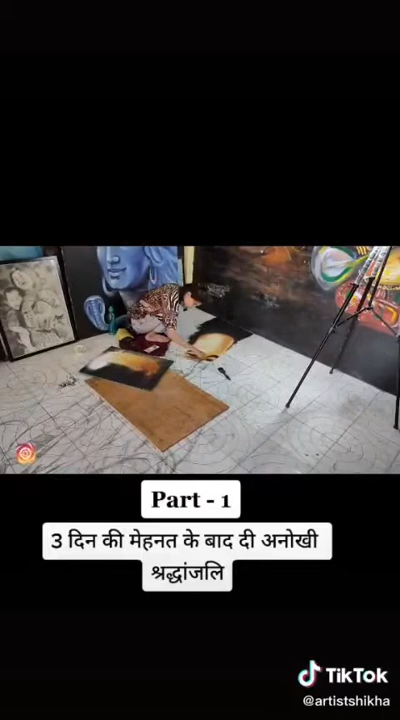 Part - 1
3 दिन की मेहनत के बाद दी अनोखी
श्रद्धांजलि
TikTok
@artistshikha